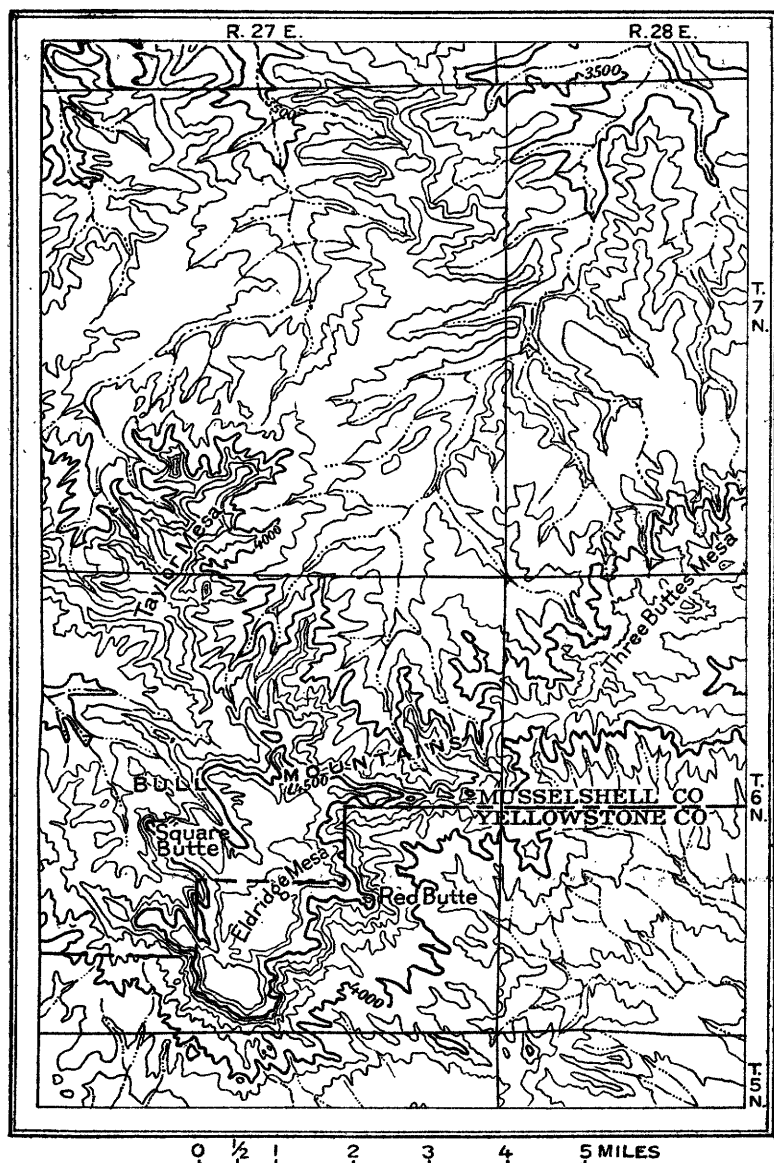 R. 27 E.
R. 28 E.
3500
3500
T.
7
N.
Taylor Mesa
4000
Three Buttes Mesa
BULL MOUNTAINS
4500
T.
6
N.
MUSSELSHELL CO
YELLOWSTONE CO
Square
Butte
Eldridge Mesa
Red Butte
4000
T.
5
N.
0 ½ 1 2 3 4 5 MILES